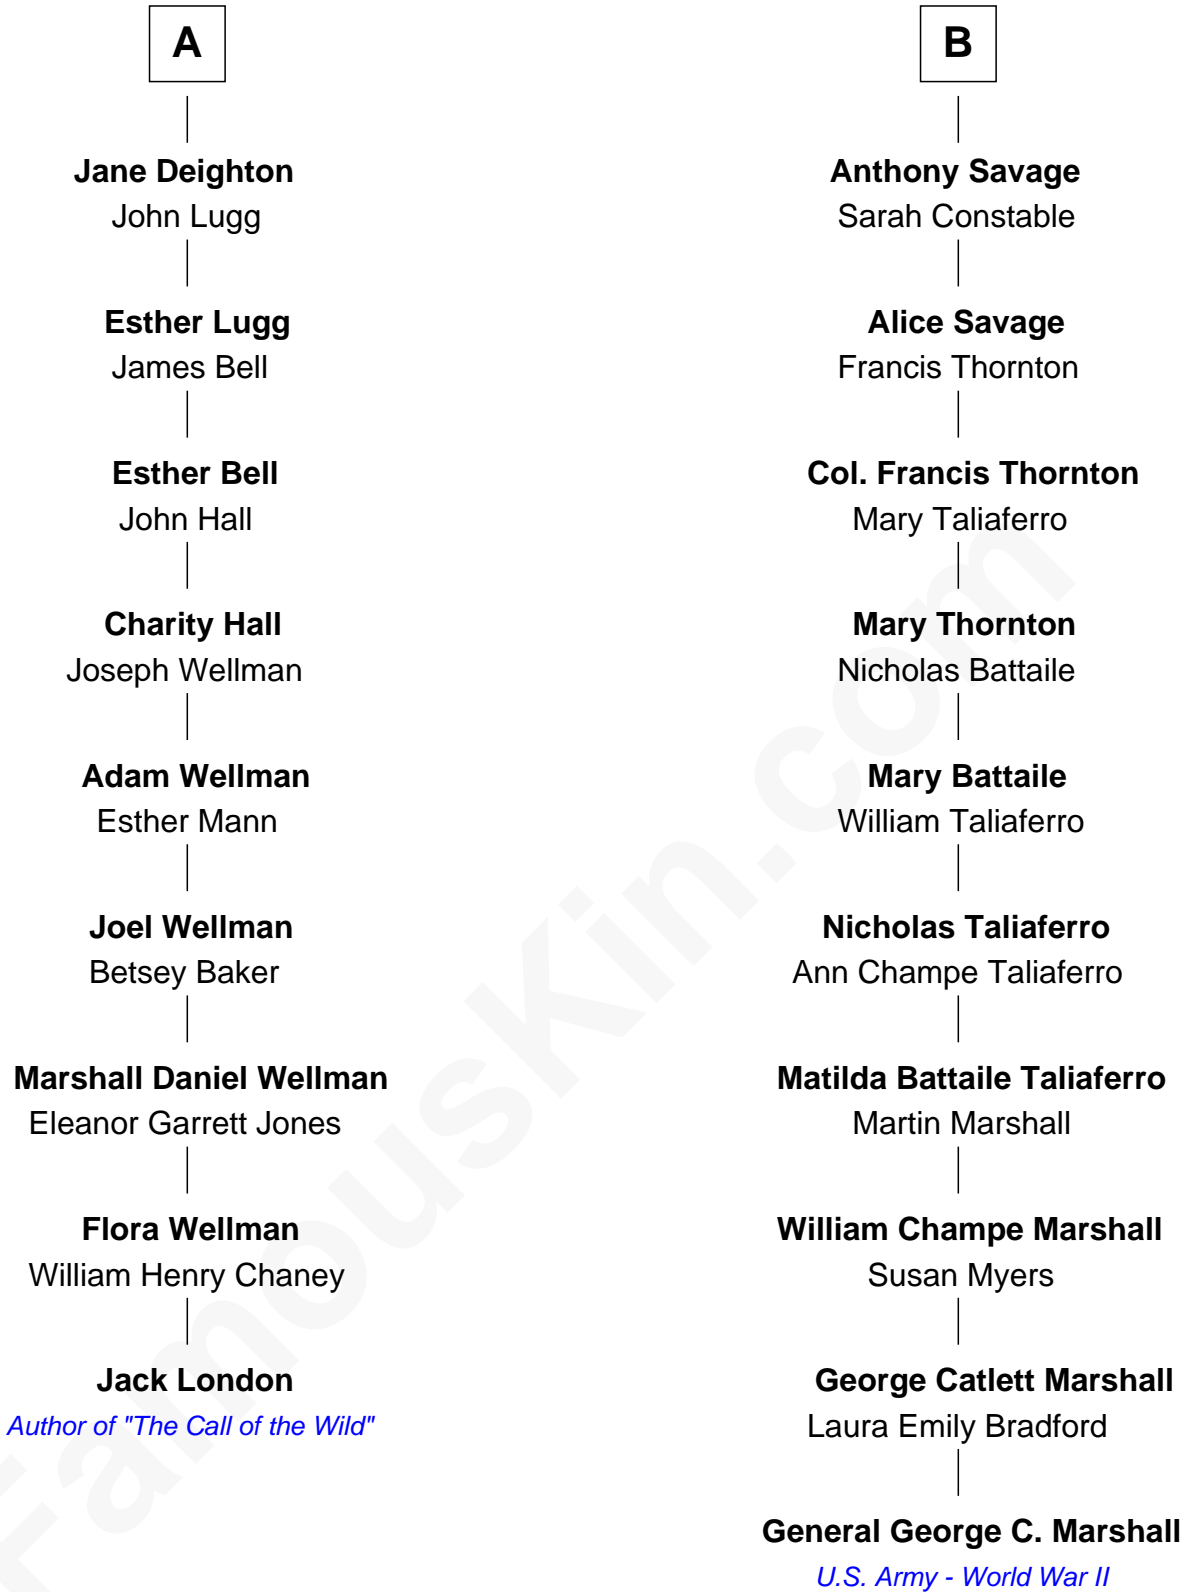 A
Jane Deighton
John Lugg
Esther Lugg
James Bell
Esther Bell
John Hall
Charity Hall
Joseph Wellman
Adam Wellman
Esther Mann
Joel Wellman
Betsey Baker
Marshall Daniel Wellman
Eleanor Garrett Jones
Flora Wellman
William Henry Chaney
Jack London
Author of "The Call of the Wild"
B
Anthony Savage
Sarah Constable
Alice Savage
Francis Thornton
Col. Francis Thornton
Mary Taliaferro
Mary Thornton
Nicholas Battaile
Mary Battaile
William Taliaferro
Nicholas Taliaferro
Ann Champe Taliaferro
Matilda Battaile Taliaferro
Martin Marshall
William Champe Marshall
Susan Myers
George Catlett Marshall
Laura Emily Bradford
General George C. Marshall
U.S. Army - World War II
FamousKin.com